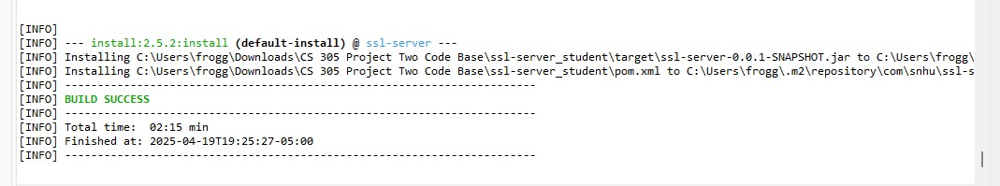 [INFO]
[INFO] --- install:2.5.2:install (default-install) @ ssl-server ---
[INFO] Installing C:\Users\frogg\Downloads\CS 305 Project Two Code Base\ssl-server_student\target\ssl-server-0.0.1-SNAPSHOT.jar to C:\Users\frogg\
[INFO] Installing C:\Users\frogg\Downloads\CS 305 Project Two Code Base\ssl-server_student\pom.xml to C:\Users\frogg\.m2\repository\com\snhu\ssl-s
[INFO] ------------------------------------------------------------------------
[INFO] BUILD SUCCESS
[INFO] ------------------------------------------------------------------------
[INFO] Total time:  02:15 min
[INFO] Finished at: 2025-04-19T19:25:27-05:00
[INFO] ------------------------------------------------------------------------